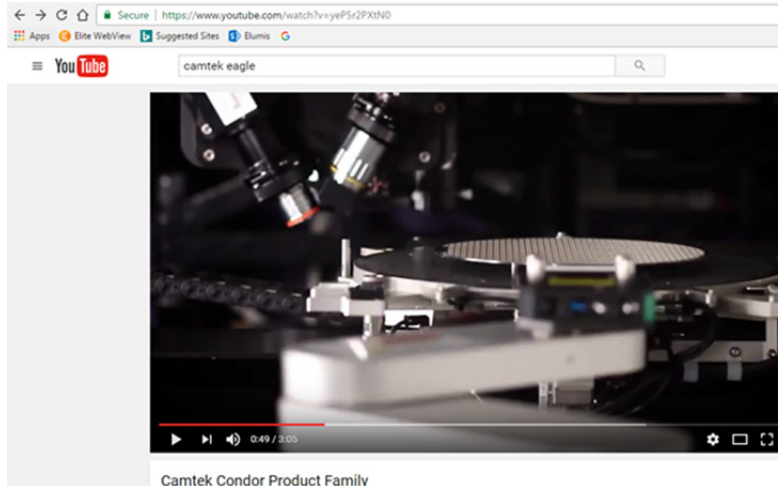 Secure | https://www.youtube.com/watch?v=yeP5r2PXtN0
Apps Elite WebView Suggested Sites Elumis
YouTube camtek eagle
0:49 / 3:05
Camtek Condor Product Family